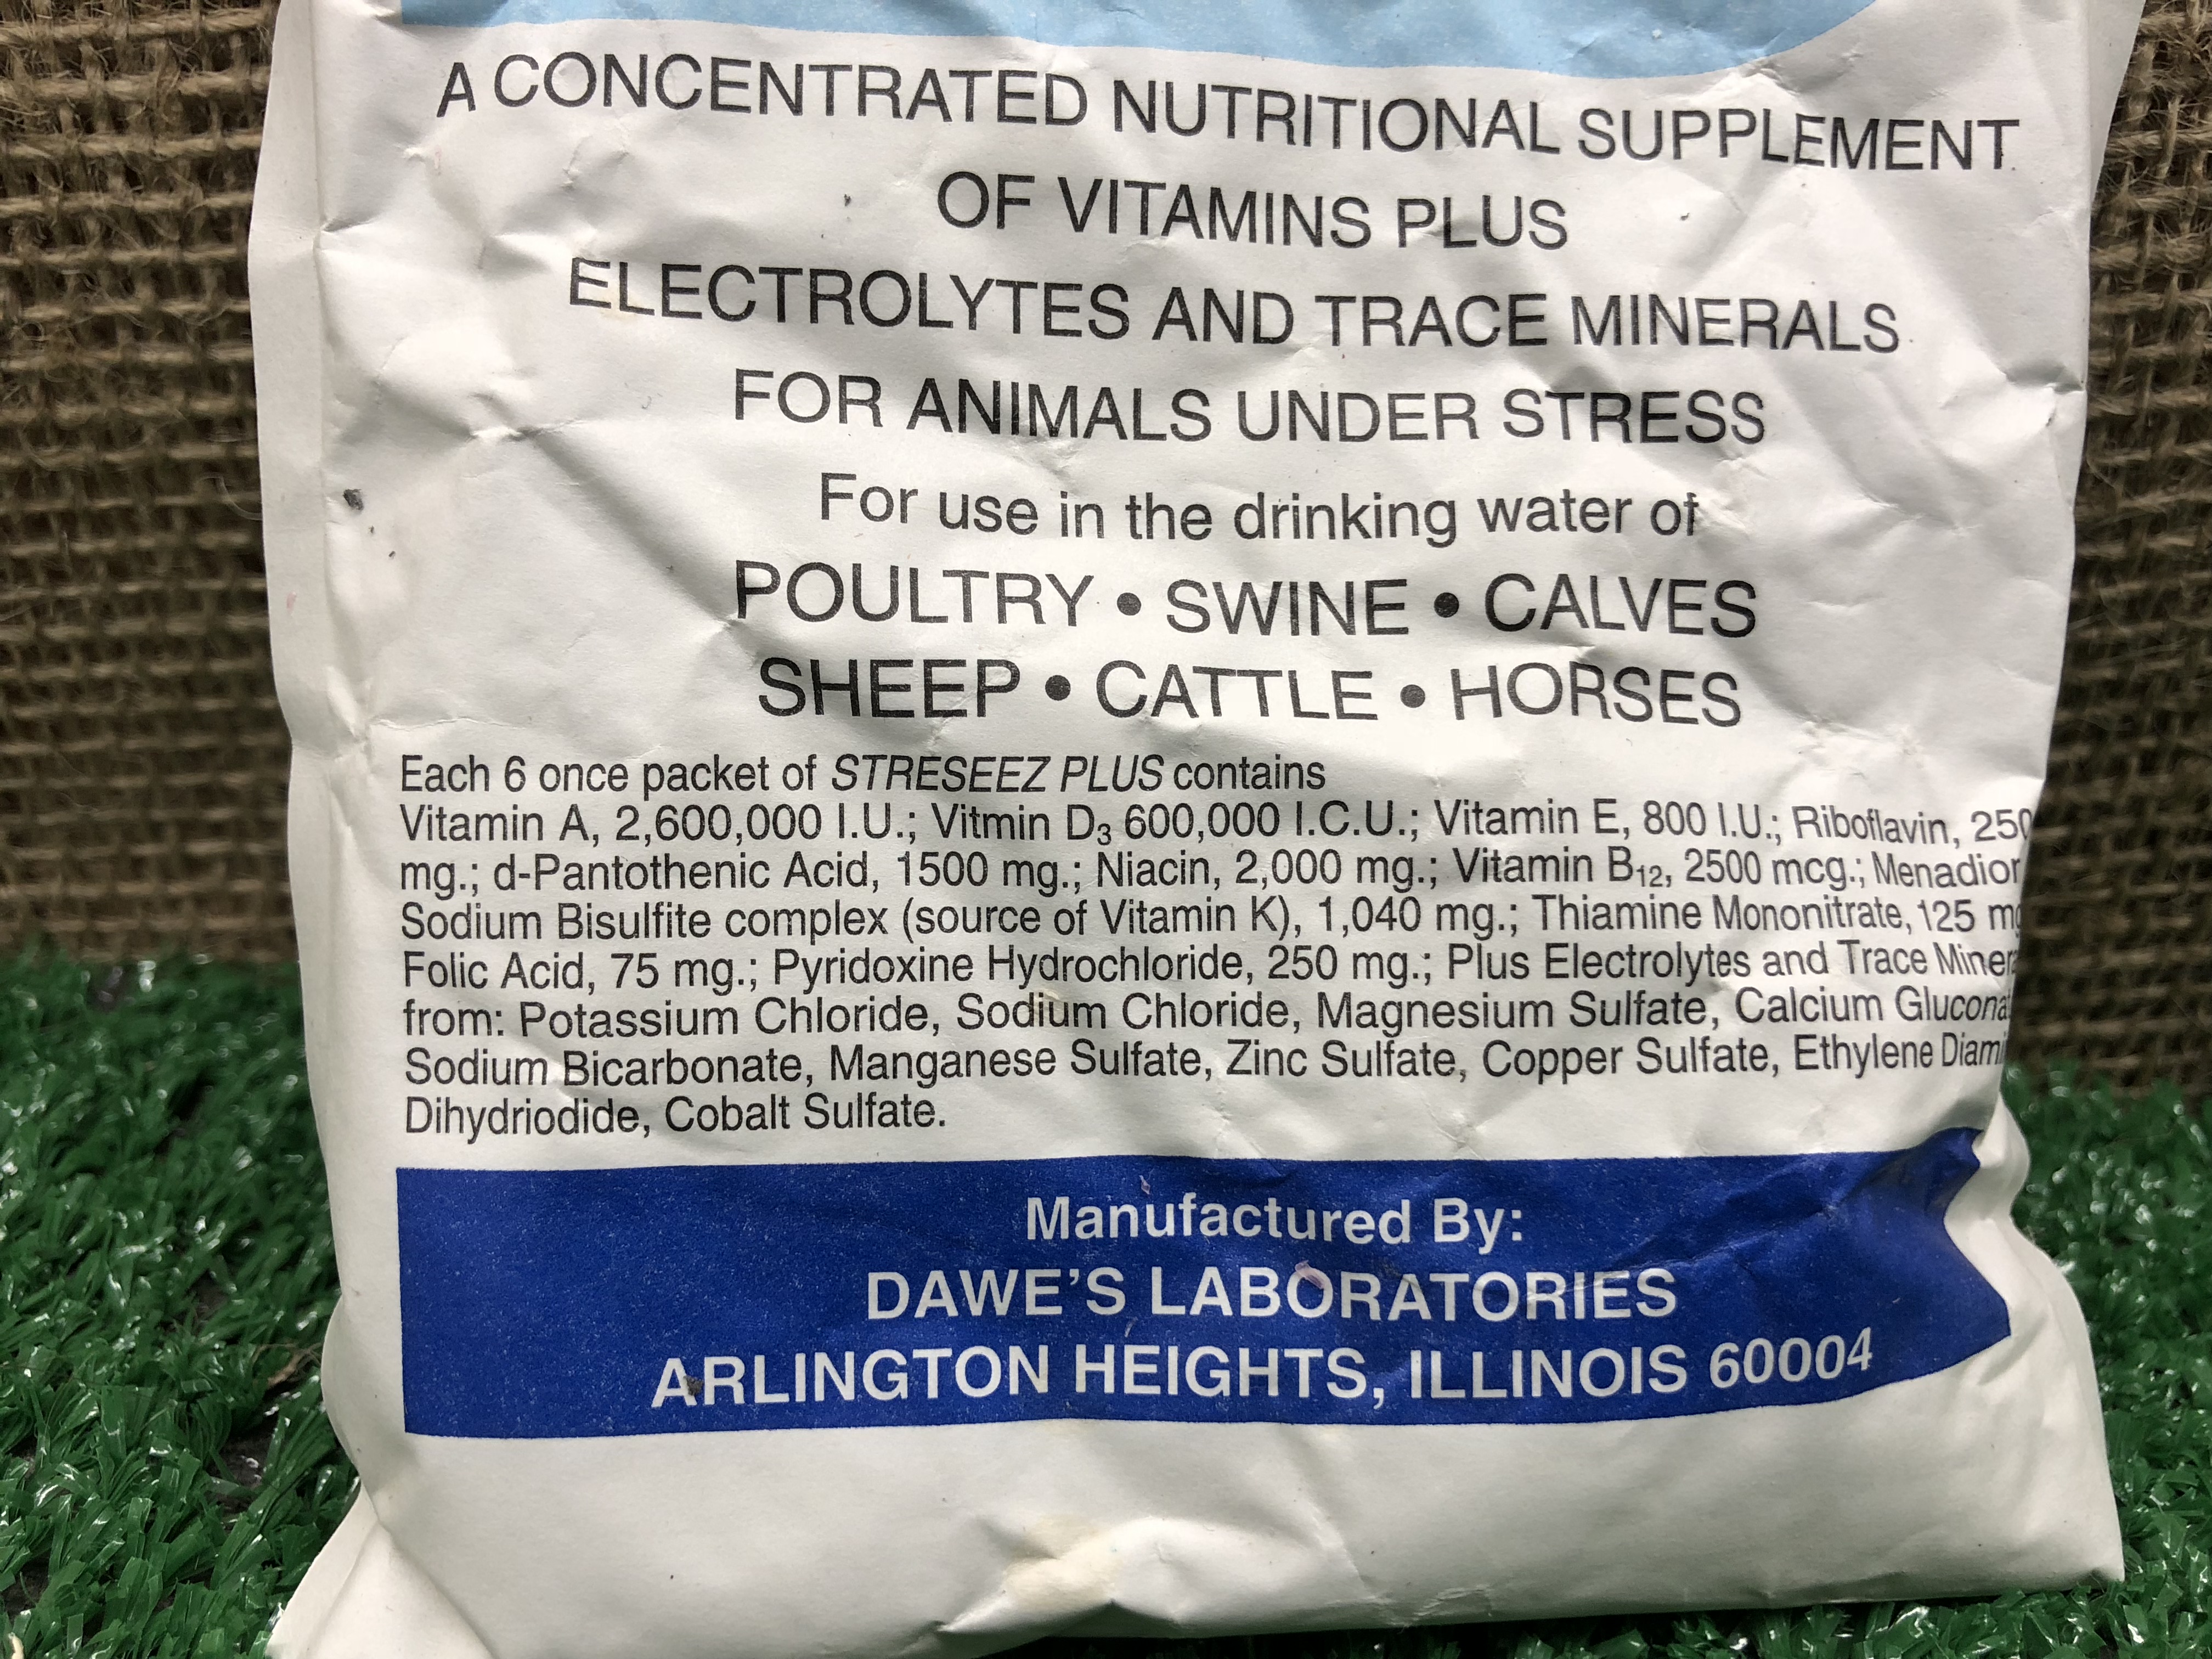 A CONCENTRATED NUTRITIONAL SUPPLEMENT
OF VITAMINS PLUS
ELECTROLYTES AND TRACE MINERALS
FOR ANIMALS UNDER STRESS
For use in the drinking water of
POULTRY • SWINE • CALVES
SHEEP • CATTLE • HORSES
Each 6 once packet of STRESEEZ PLUS contains
Vitamin A, 2,600,000 I.U.; Vitmin D3 600,000 I.C.U.; Vitamin E, 800 I.U.; Riboflavin, 250
mg.; d-Pantothenic Acid, 1500 mg.; Niacin, 2,000 mg.; Vitamin B12, 2500 mcg.;
Sodium Bisulfite complex (source of Vitamin K), 1,040 mg.; Thiamine Mononitrate, 125
Folic Acid, 75 mg.; Pyridoxine Hydrochloride, 250 mg.; Plus Electrolytes and Trace
from: Potassium Chloride, Sodium Chloride, Magnesium Sulfate, Calcium
Sodium Bicarbonate, Manganese Sulfate, Zinc Sulfate, Copper Sulfate, Ethylene
Dihydriodide, Cobalt Sulfate.
Manufactured By:
DAWE'S LABORATORIES
ARLINGTON HEIGHTS, ILLINOIS 60004